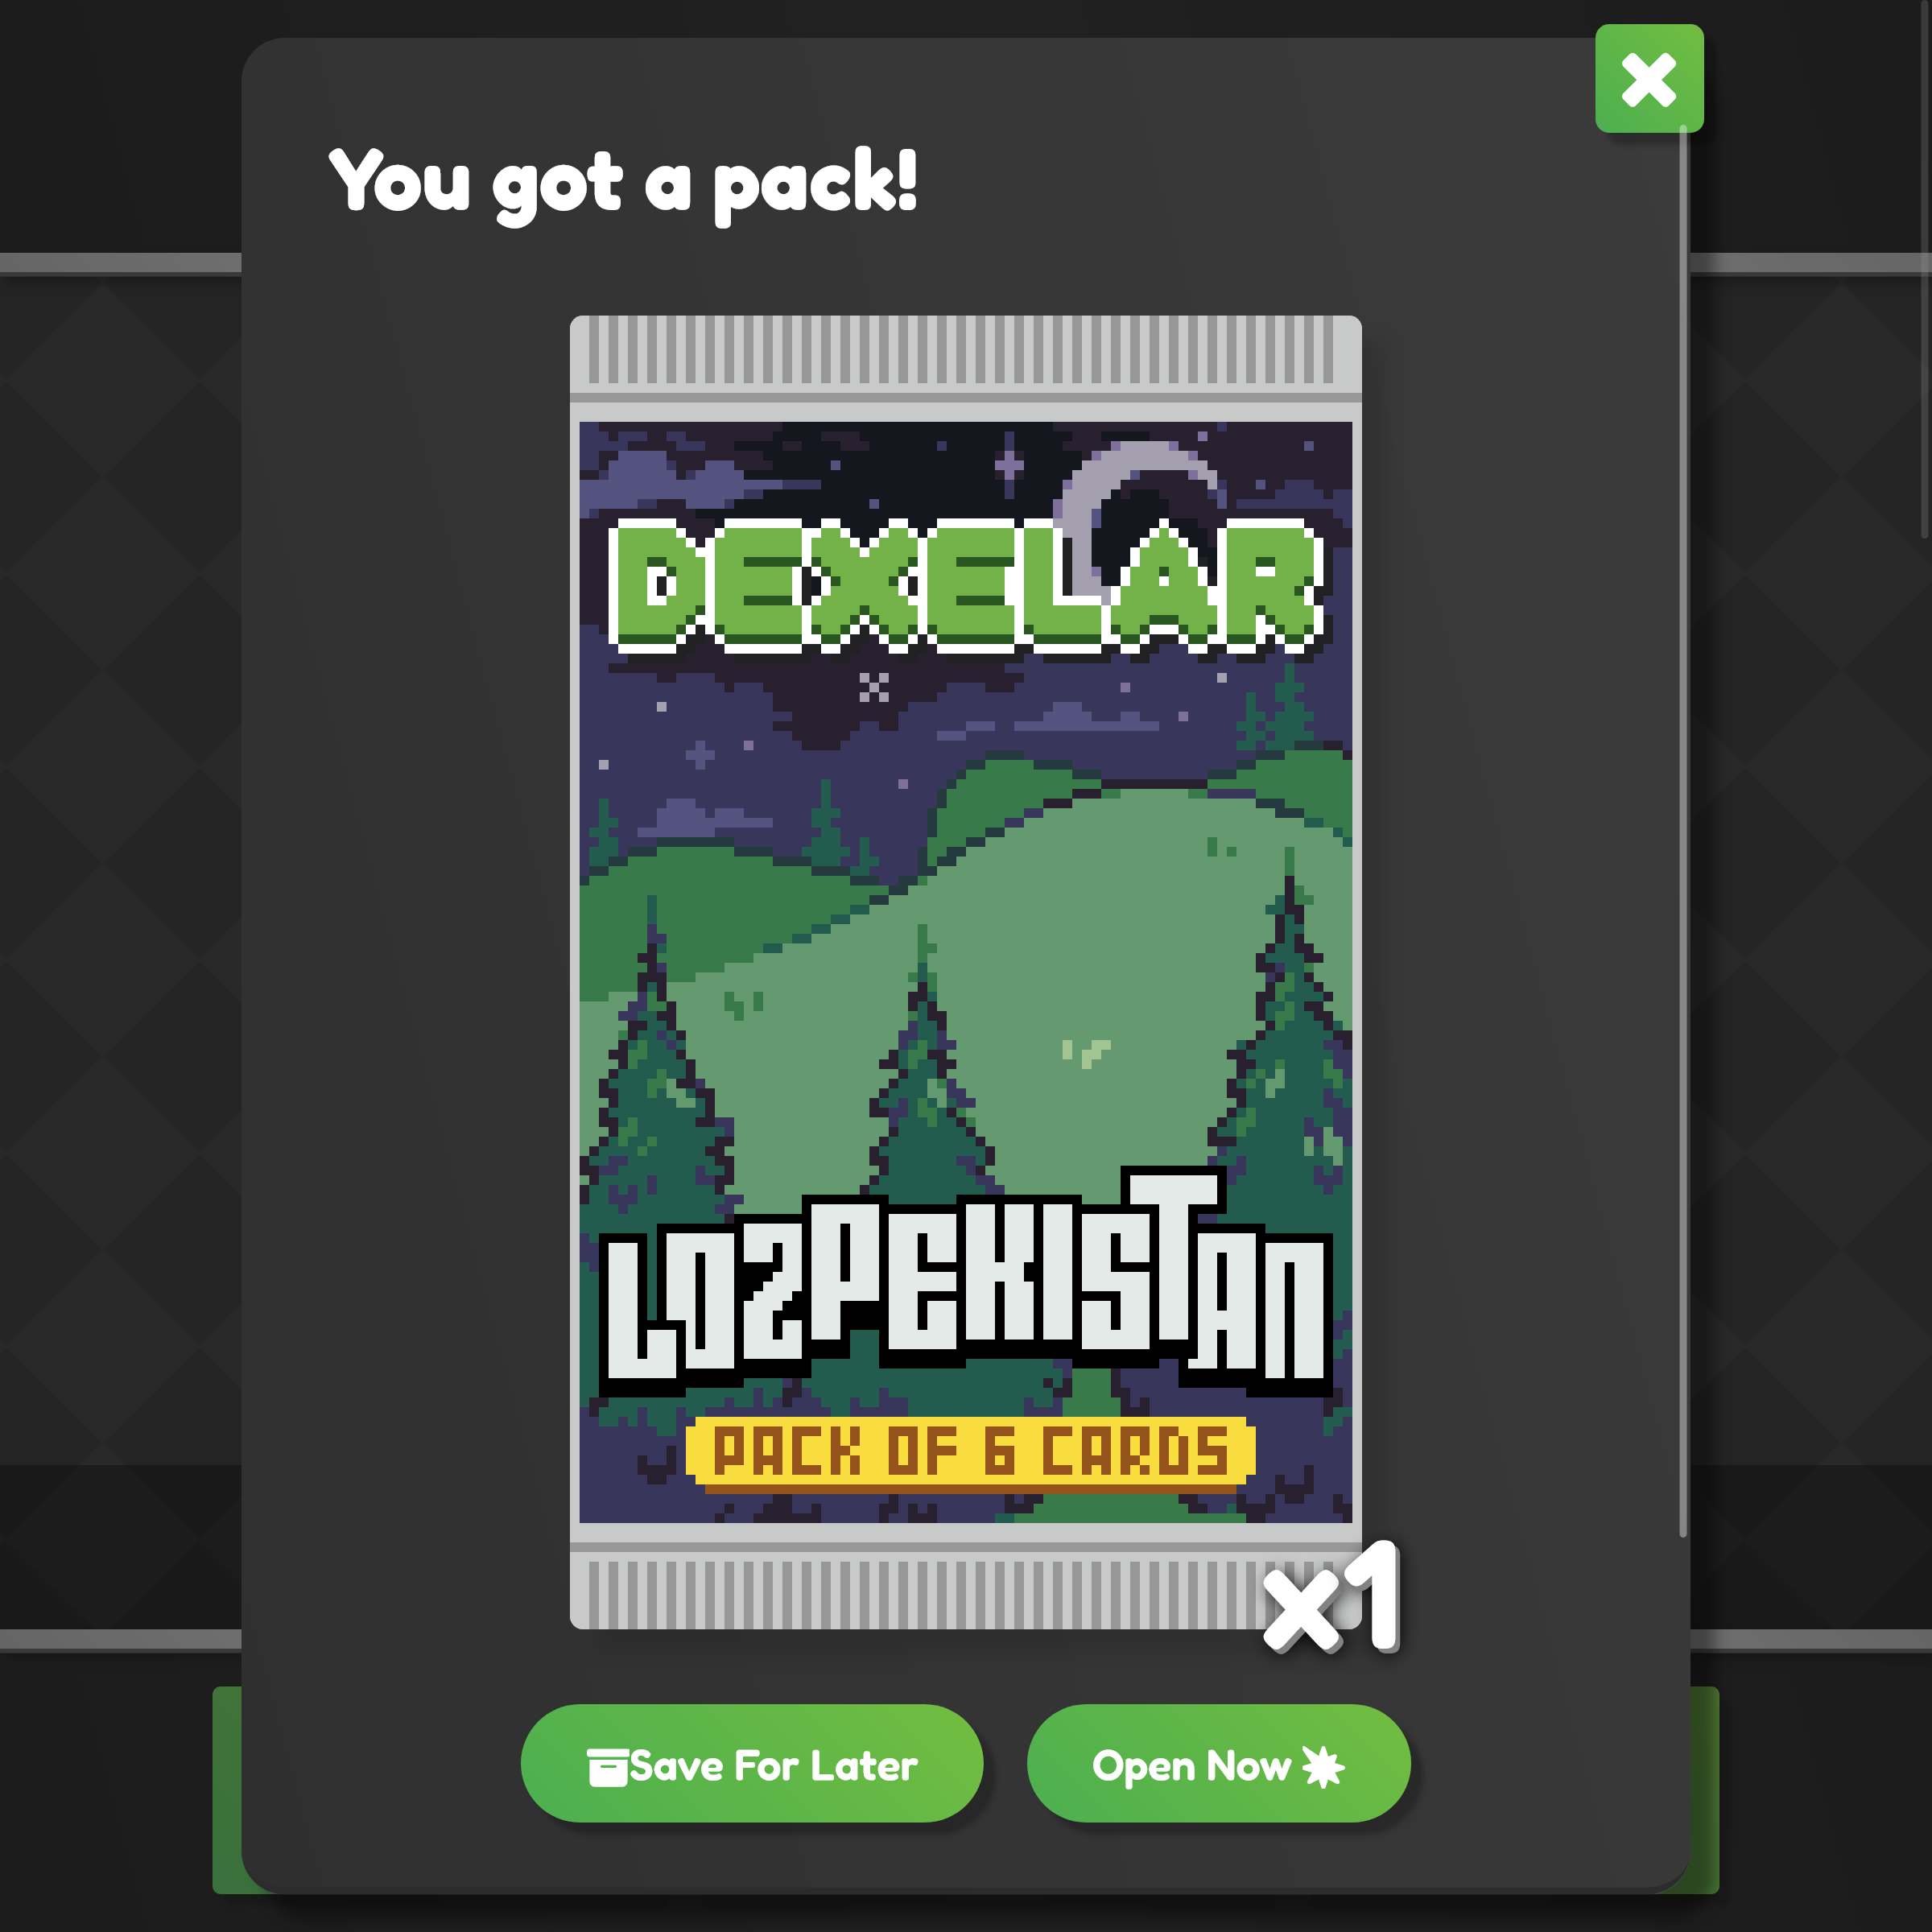 You got a pack!
DEXELAR
LOZPEKISTAN
PACK OF 6 CARDS
x1
Save For Later
Open Now